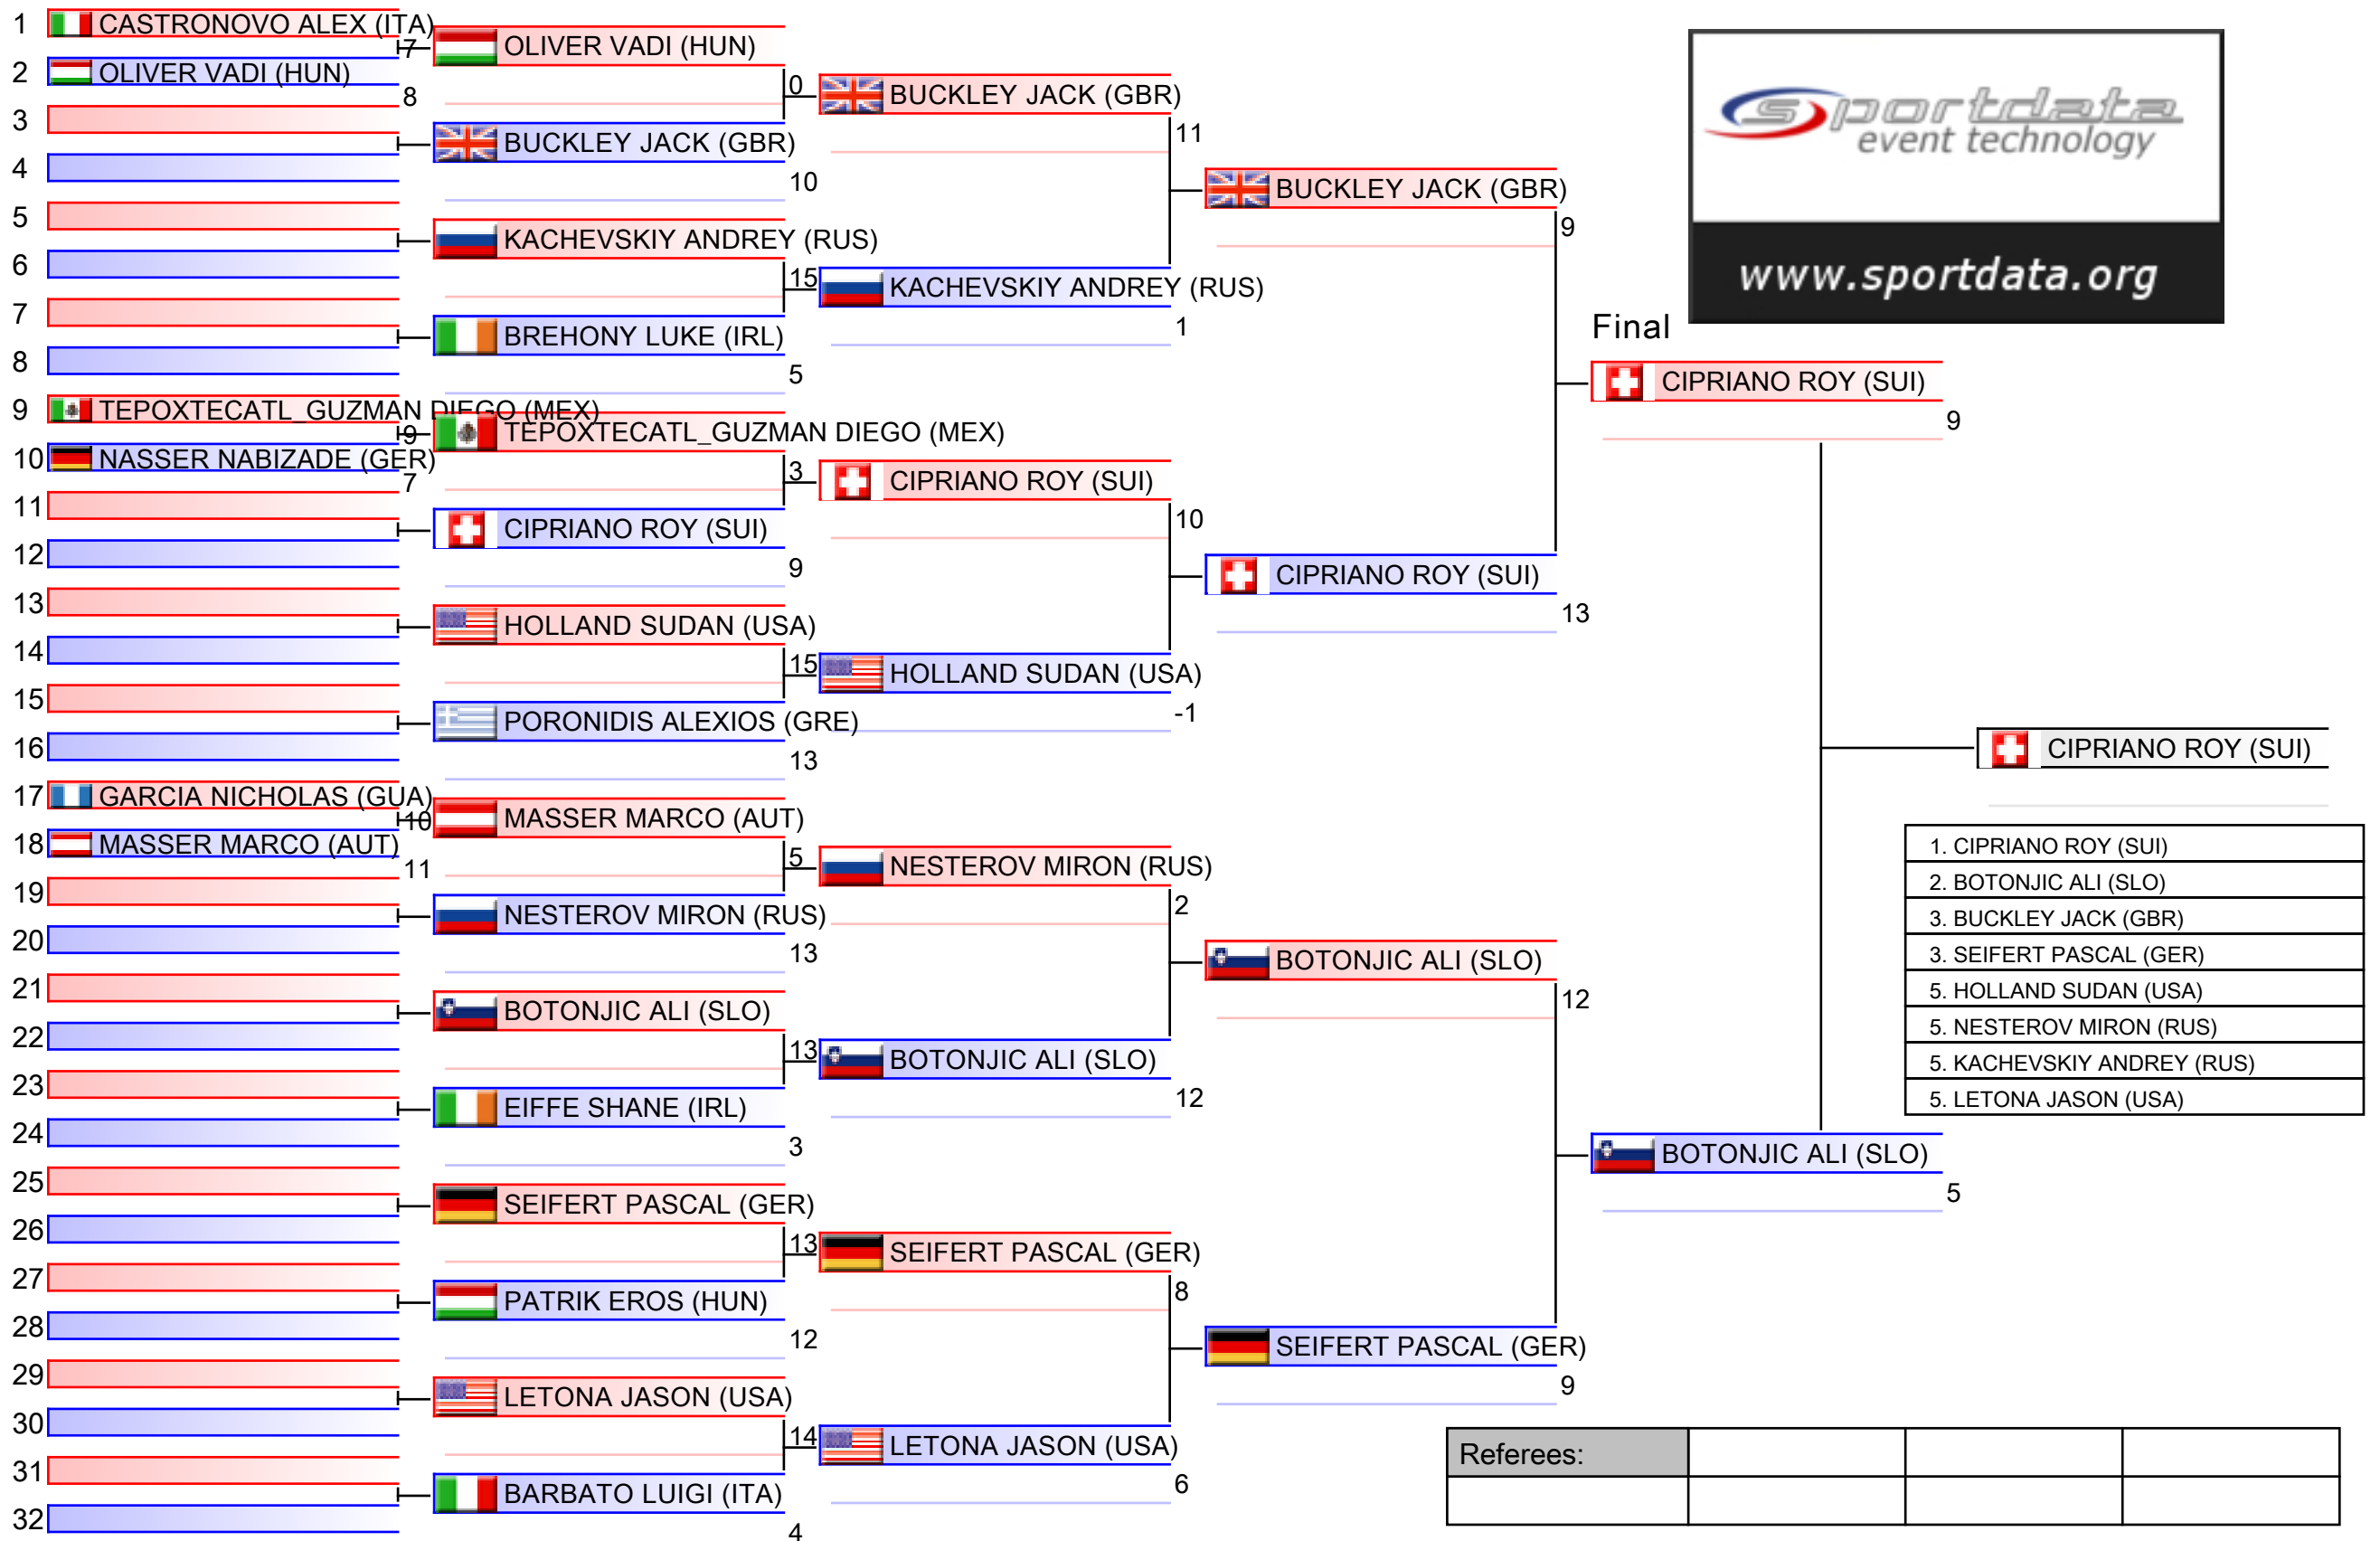 1 CASTRONOVO ALEX (ITA)
7
2 OLIVER VADI (HUN)
8
3
4
5
6
7
8
9 TEPOXTECATL_GUZMAN DIEGO (MEX)
9
10 NASSER NABIZADE (GER)
7
11
12
13
14
15
16
17 GARCIA NICHOLAS (GUA)
10
18 MASSER MARCO (AUT)
11
19
20
21
22
23
24
25
26
27
28
29
30
31
32
OLIVER VADI (HUN)
0
BUCKLEY JACK (GBR)
10
KACHEVSKIY ANDREY (RUS)
15
BREHONY LUKE (IRL)
5
TEPOXTECATL_GUZMAN DIEGO (MEX)
3
CIPRIANO ROY (SUI)
9
HOLLAND SUDAN (USA)
15
PORONIDIS ALEXIOS (GRE)
13
MASSER MARCO (AUT)
5
NESTEROV MIRON (RUS)
13
BOTONJIC ALI (SLO)
13
EIFFE SHANE (IRL)
3
SEIFERT PASCAL (GER)
13
PATRIK EROS (HUN)
12
LETONA JASON (USA)
14
BARBATO LUIGI (ITA)
4
BUCKLEY JACK (GBR)
11
KACHEVSKIY ANDREY (RUS)
1
CIPRIANO ROY (SUI)
10
HOLLAND SUDAN (USA)
-1
NESTEROV MIRON (RUS)
2
BOTONJIC ALI (SLO)
12
SEIFERT PASCAL (GER)
8
LETONA JASON (USA)
6
BUCKLEY JACK (GBR)
9
CIPRIANO ROY (SUI)
13
BOTONJIC ALI (SLO)
12
SEIFERT PASCAL (GER)
9
sportdata
event technology
www.sportdata.org
Final
CIPRIANO ROY (SUI)
9
BOTONJIC ALI (SLO)
5
CIPRIANO ROY (SUI)
1. CIPRIANO ROY (SUI)
2. BOTONJIC ALI (SLO)
3. BUCKLEY JACK (GBR)
3. SEIFERT PASCAL (GER)
5. HOLLAND SUDAN (USA)
5. NESTEROV MIRON (RUS)
5. KACHEVSKIY ANDREY (RUS)
5. LETONA JASON (USA)
Referees: